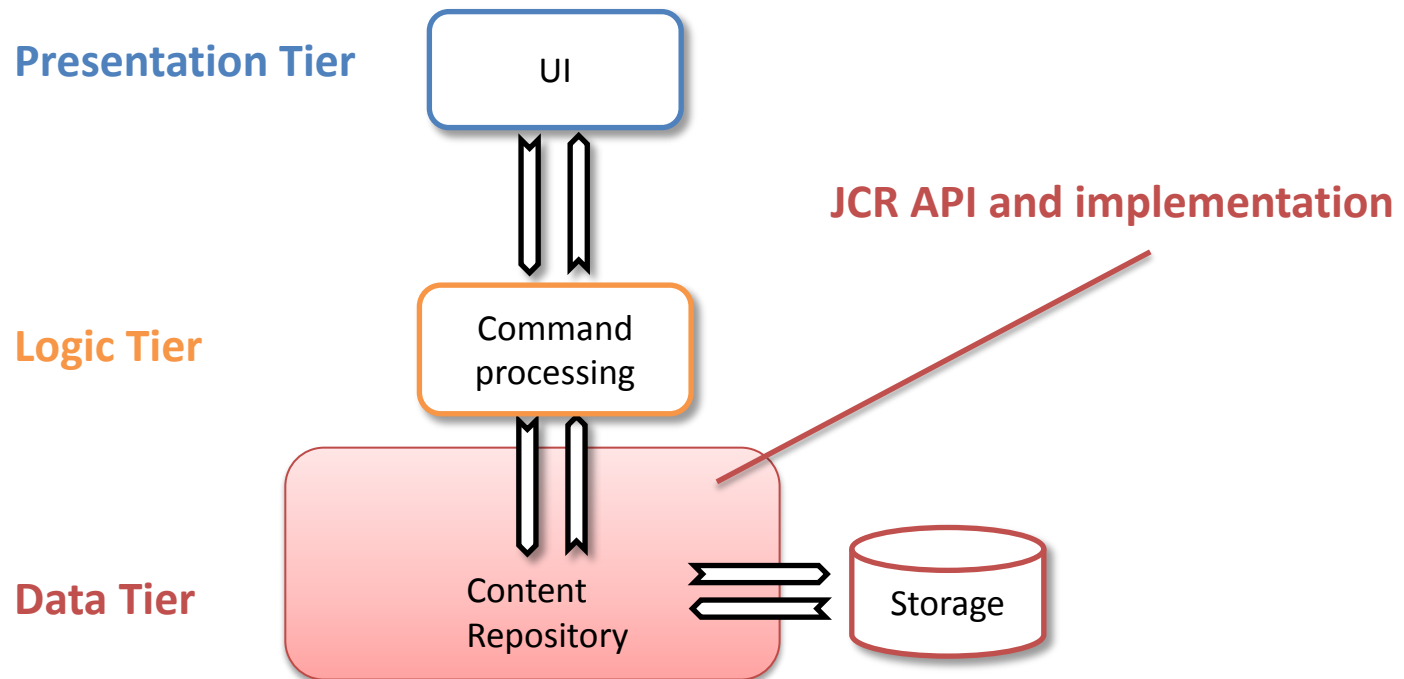 Presentation Tier
UI
JCR API and implementation
Logic Tier
Command
processing
Data Tier
Content
Repository
Storage